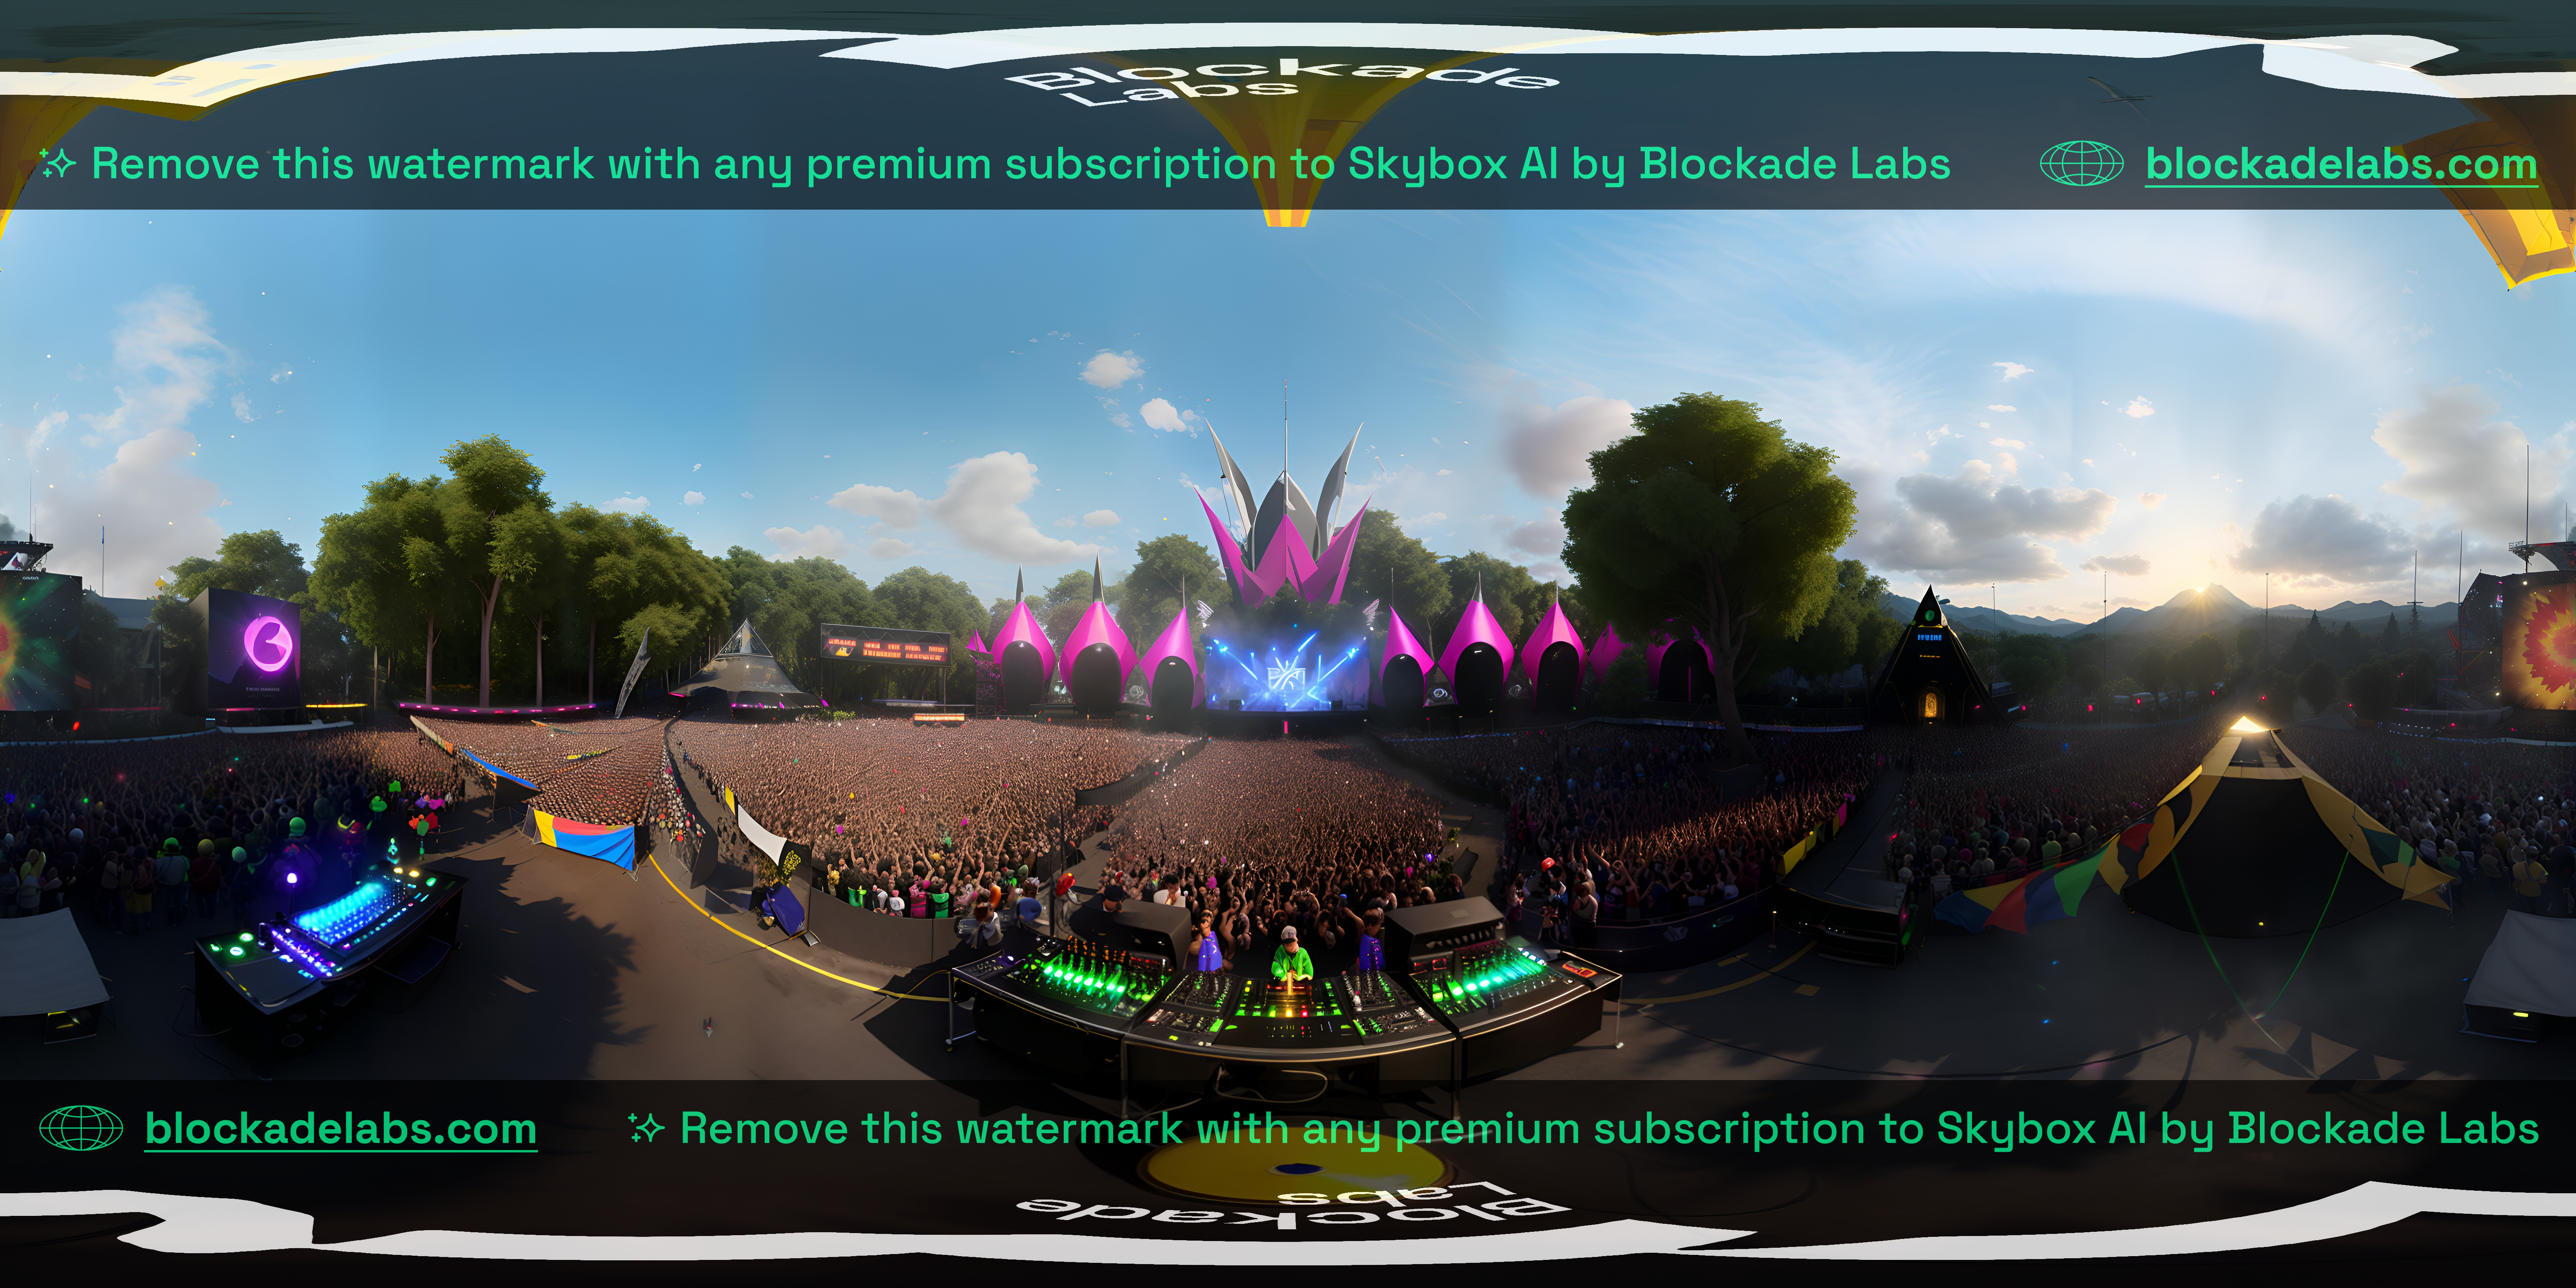 Blockade
Labs
Remove this watermark with any premium subscription to Skybox AI by Blockade Labs
blockadelabs.com
blockadelabs.com
Remove this watermark with any premium subscription to Skybox AI by Blockade Labs
Labs
Blockade